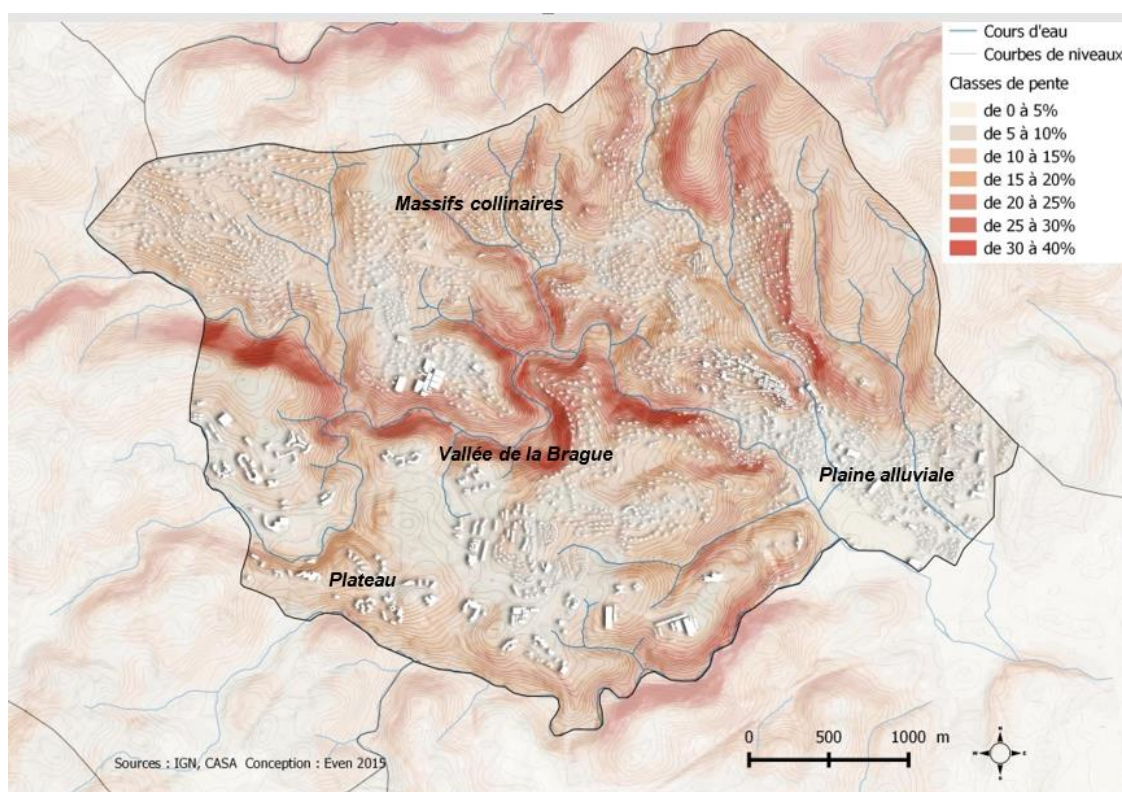 Cours d'eau
Courbes de niveaux
Classes de pente
de 0 à 5%
de 5 à 10%
de 10 à 15%
de 15 à 20%
de 20 à 25%
de 25 à 30%
de 30 à 40%
Massifs collinaires
Vallée de la Brague
Plaine alluviale
Plateau
0 500 1000 m
Sources : IGN, CASA Conception : Even 2015